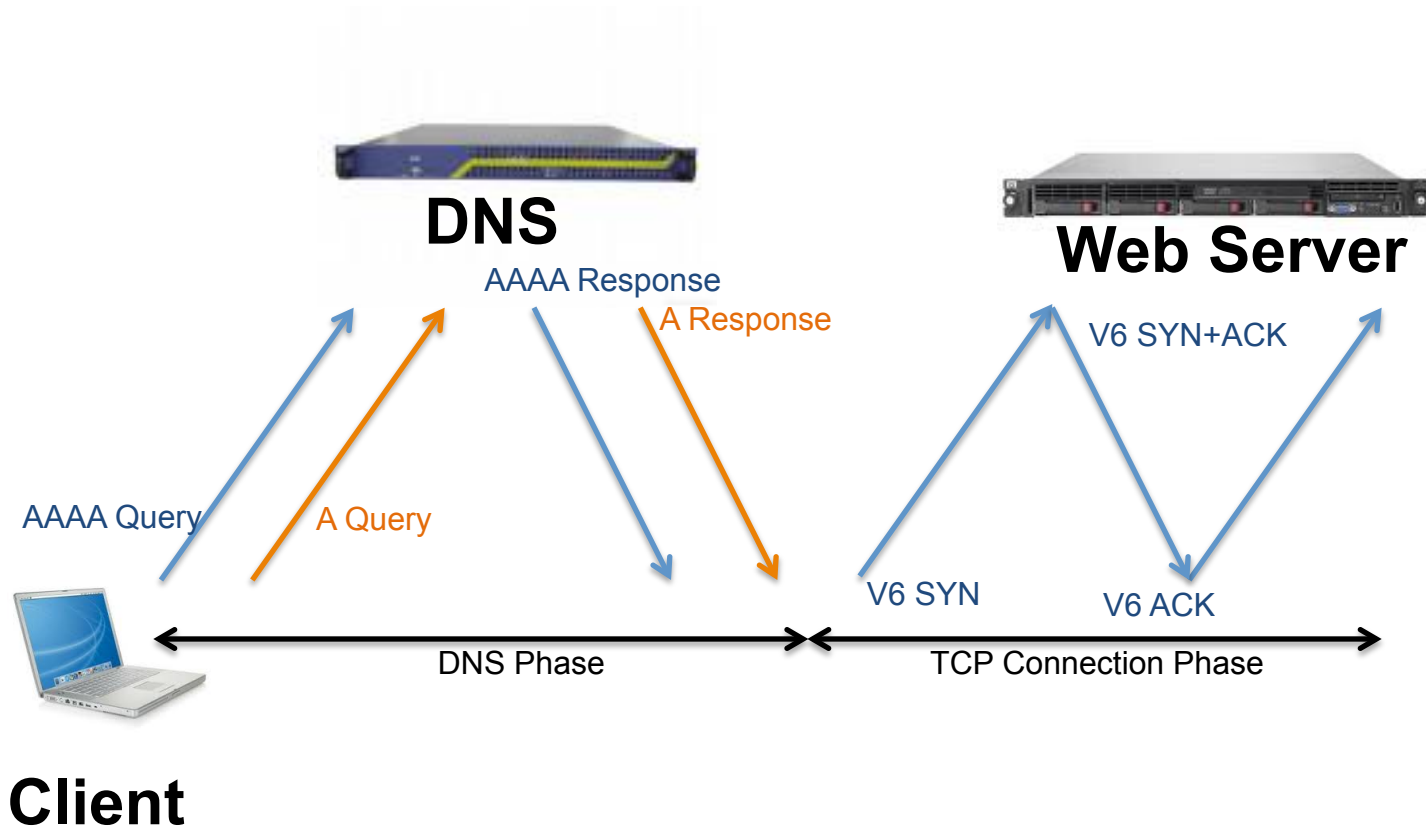 DNS
Web Server
AAAA Response
A Response
V6 SYN+ACK
AAAA Query
A Query
V6 SYN
V6 ACK
DNS Phase
TCP Connection Phase
Client